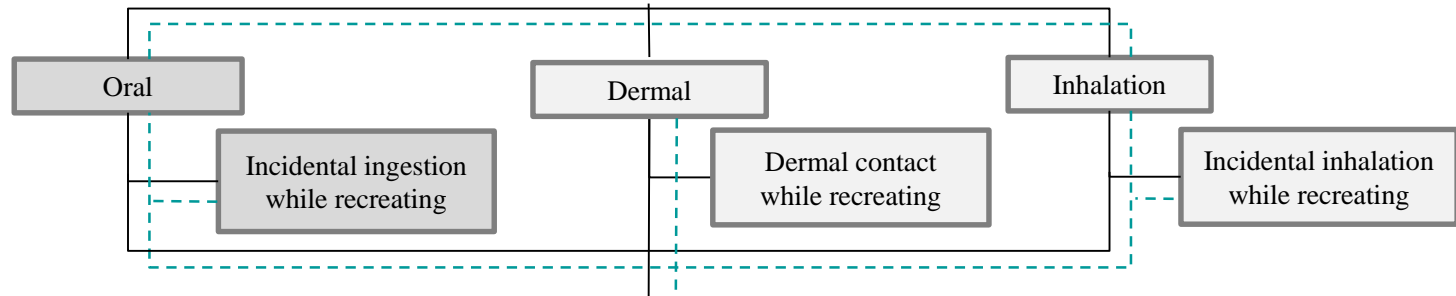 Oral
Dermal
Inhalation
Incidental ingestion
while recreating
Dermal contact
while recreating
Incidental inhalation
while recreating